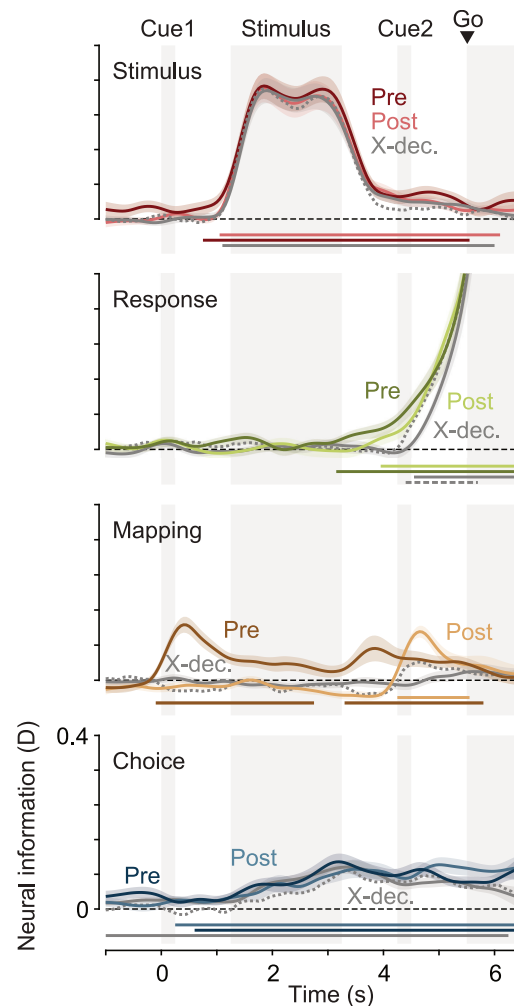 Cue1 Stimulus Cue2 Go
Stimulus
Pre
Post
X-dec.
Response
Pre
Post
X-dec.
Mapping
Pre
Post
X-dec.
0.4
Choice
Post
Pre
X-dec.
0
Neural information (D)
0 2 4 6
Time (s)